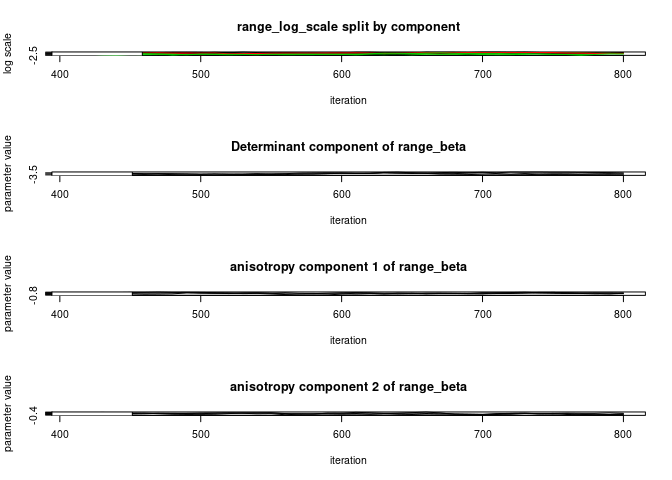 range_log_scale split by component
log scale
-2.5
400 500 600 700 800
iteration
Determinant component of range_beta
parameter value
-3.5
400 500 600 700 800
iteration
anisotropy component 1 of range_beta
parameter value
-0.8
400 500 600 700 800
iteration
anisotropy component 2 of range_beta
parameter value
-0.4
400 500 600 700 800
iteration